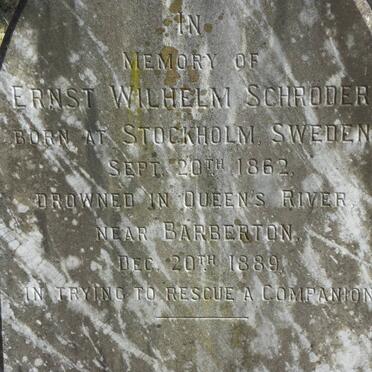 IN
MEMORY OF
ERNST WILHELM SCHRODER
BORN AT STOCKHOLM, SWEDEN
SEPT. 20TH 1862,
DROWNED IN QUEEN'S RIVER,
NEAR BARBERTON,
DEC. 20TH 1889,
IN TRYING TO RESCUE A COMPANION